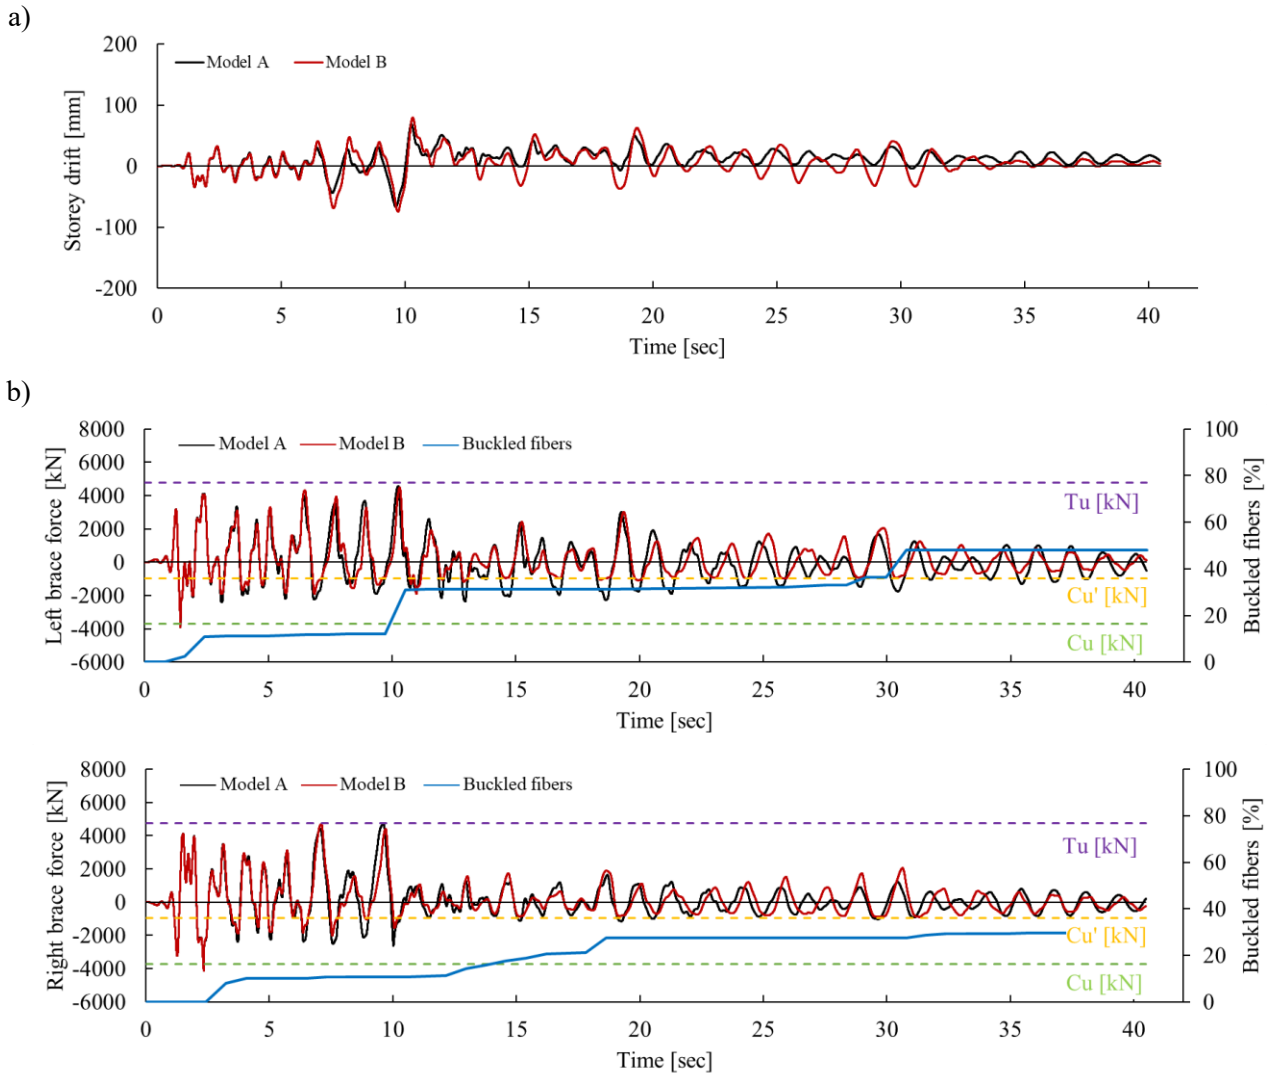 a)
200
100
0
-100
-200
Storey drift [mm]
Model A
Model B
0 5 10 15 20 25 30 35 40
Time [sec]
b)
8000
6000
4000
2000
0
-2000
-4000
-6000
Left brace force [kN]
Model A
Model B
Buckled fibers
Tu [kN]
Cu' [kN]
Cu [kN]
100
80
60
40
20
0
Buckled fibers [%]
0 5 10 15 20 25 30 35 40
Time [sec]
8000
6000
4000
2000
0
-2000
-4000
-6000
Right brace force [kN]
Model A
Model B
Buckled fibers
Tu [kN]
Cu' [kN]
Cu [kN]
100
80
60
40
20
0
Buckled fibers [%]
0 5 10 15 20 25 30 35 40
Time [sec]